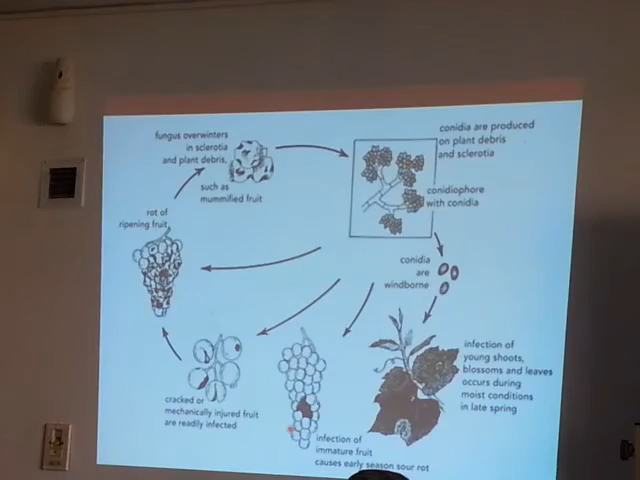 fungus overwinters
in sclerotia
and plant debris,
such as
mummified fruit
conidia are produced
on plant debris
and sclerotia
conidiophore
with conidia
conidia
are
windborne
infection of
young shoots,
blossoms and leaves
occurs during
moist conditions
in late spring
infection of
immature fruit
causes early season sour rot
cracked or
mechanically injured fruit
are readily infected
rot of
ripening fruit